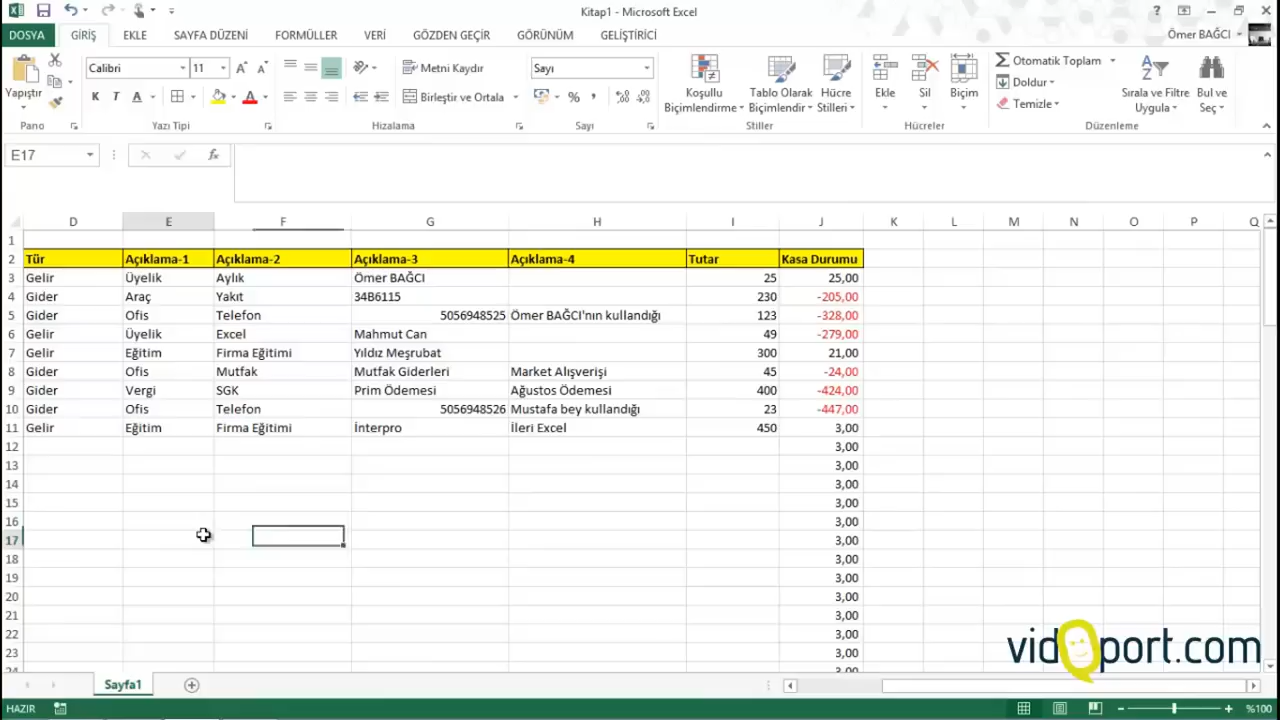 Kitap1 - Microsoft Excel
DOSYA GİRİŞ EKLE SAYFA DÜZENİ FORMÜLLER VERİ GÖZDEN GEÇİR GÖRÜNÜM GELİŞTİRİCİ Ömer BAĞCI
Yapıştır
Calibri 11
K T A
Metni Kaydır
Birleştir ve Ortala
Sayı
Koşullu Biçimlendirme
Tablo Olarak Biçimlendir
Hücre Stilleri
Ekle Sil Biçim
Otomatik Toplam
Doldur
Temizle
Sırala ve Filtre Uygula
Bul ve Seç
Pano Yazı Tipi Hizalama Sayı Stiller Hücreler Düzenleme
E17 fx
D E F G H I J K L M N O P Q
1
2 Tür Açıklama-1 Açıklama-2 Açıklama-3 Açıklama-4 Tutar Kasa Durumu
3 Gelir Üyelik Aylık Ömer BAĞCI 25 25,00
4 Gider Araç Yakıt 34B6115 230 -205,00
5 Gider Ofis Telefon 5056948525 Ömer BAĞCI'nın kullandığı 123 -328,00
6 Gelir Üyelik Excel Mahmut Can 49 -279,00
7 Gelir Eğitim Firma Eğitimi Yıldız Meşrubat 300 21,00
8 Gider Ofis Mutfak Mutfak Giderleri Market Alışverişi 45 -24,00
9 Gider Vergi SGK Prim Ödemesi Ağustos Ödemesi 400 -424,00
10 Gider Ofis Telefon 5056948526 Mustafa bey kullandığı 23 -447,00
11 Gelir Eğitim Firma Eğitimi İnterpro İleri Excel 450 3,00
12 3,00
13 3,00
14 3,00
15 3,00
16 3,00
17 3,00
18 3,00
19 3,00
20 3,00
21 3,00
22 3,00
23 3,00
24 3,00
vidoport.com
Sayfa1
HAZIR %100